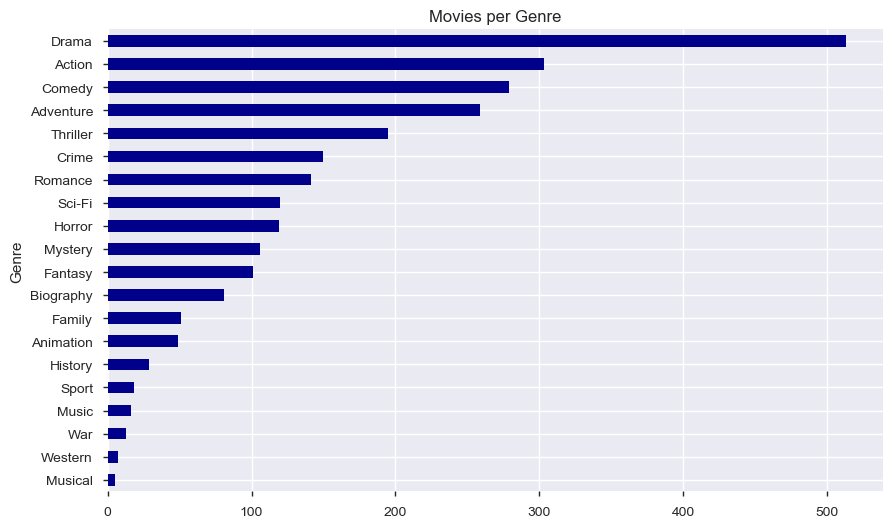 Movies per Genre
Genre
Drama
Action
Comedy
Adventure
Thriller
Crime
Romance
Sci-Fi
Horror
Mystery
Fantasy
Biography
Family
Animation
History
Sport
Music
War
Western
Musical
0 100 200 300 400 500